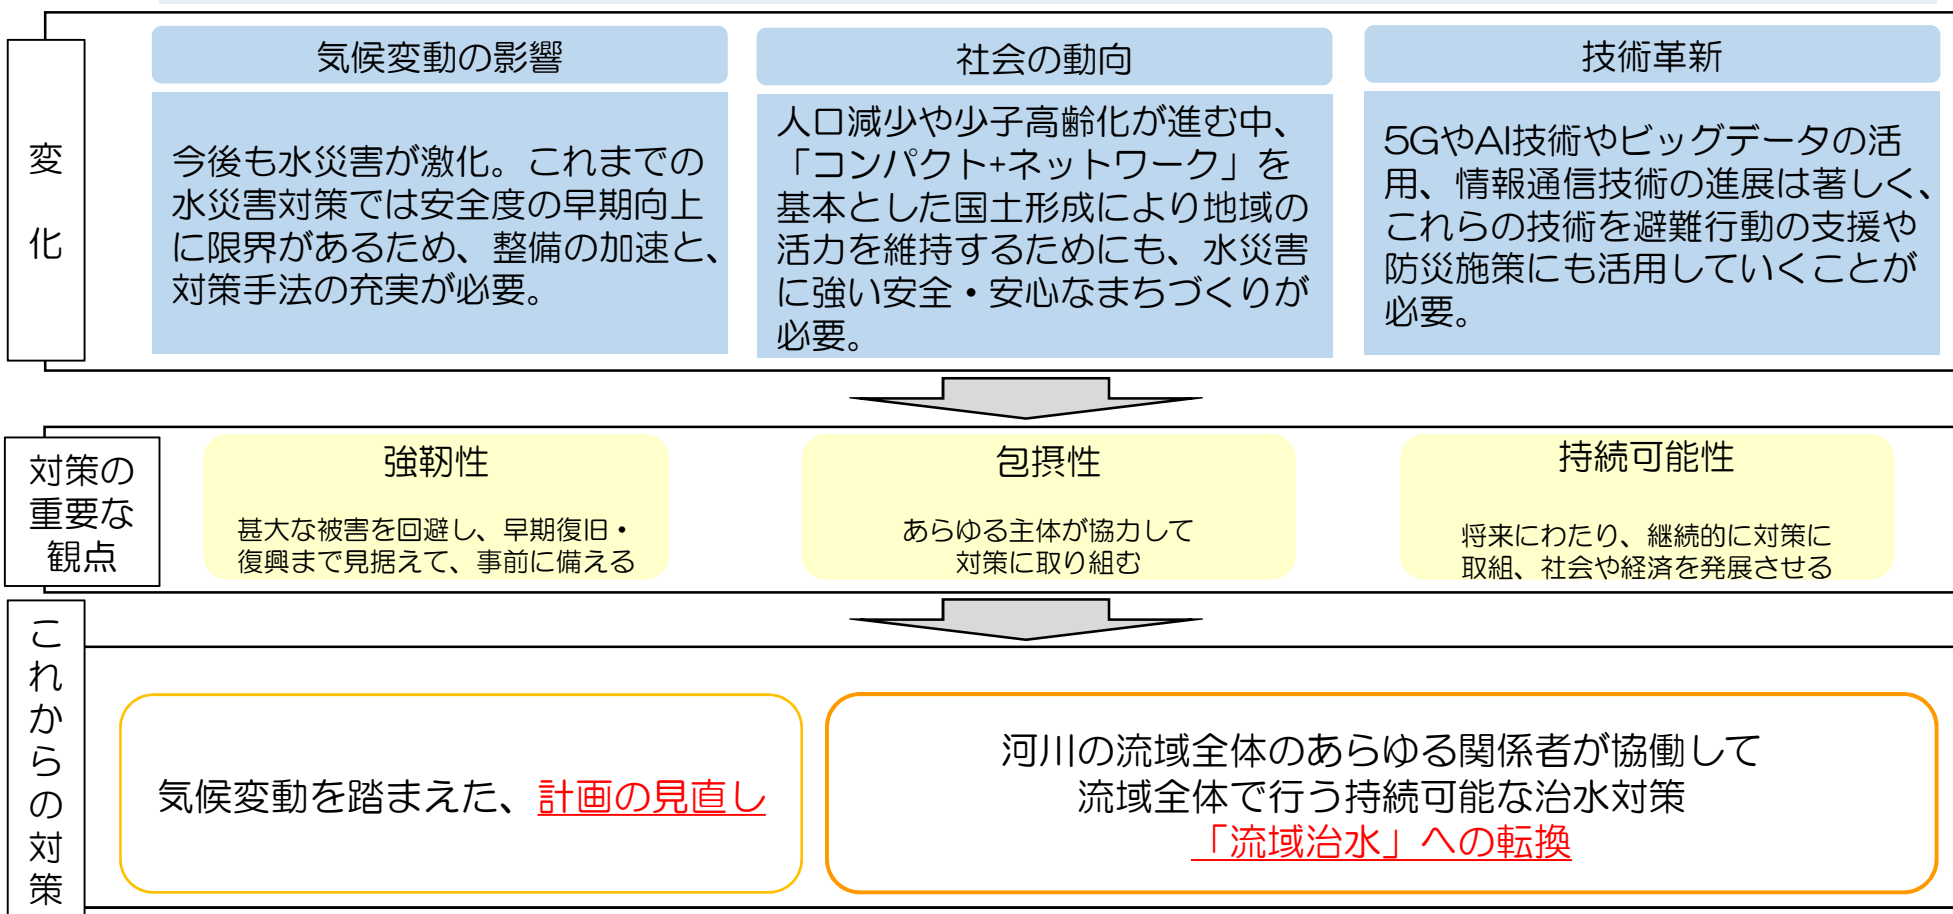 変化
気候変動の影響
今後も水災害が激化。これまでの
水災害対策では安全度の早期向上
に限界があるため、整備の加速と、
対策手法の充実が必要。
社会の動向
人口減少や少子高齢化が進む中、
「コンパクト+ネットワーク」を
基本とした国土形成により地域の
活力を維持するためにも、水災害
に強い安全・安心なまちづくりが
必要。
技術革新
5GやAI技術やビッグデータの活
用、情報通信技術の進展は著しく、
これらの技術を避難行動の支援や
防災施策にも活用していくことが
必要。
対策の
重要な
観点
強靭性
甚大な被害を回避し、早期復旧・
復興まで見据えて、事前に備える
包摂性
あらゆる主体が協力して
対策に取り組む
持続可能性
将来にわたり、継続的に対策に
取組、社会や経済を発展させる
これからの対策
気候変動を踏まえた、計画の見直し
河川の流域全体のあらゆる関係者が協働して
流域全体で行う持続可能な治水対策
「流域治水」への転換